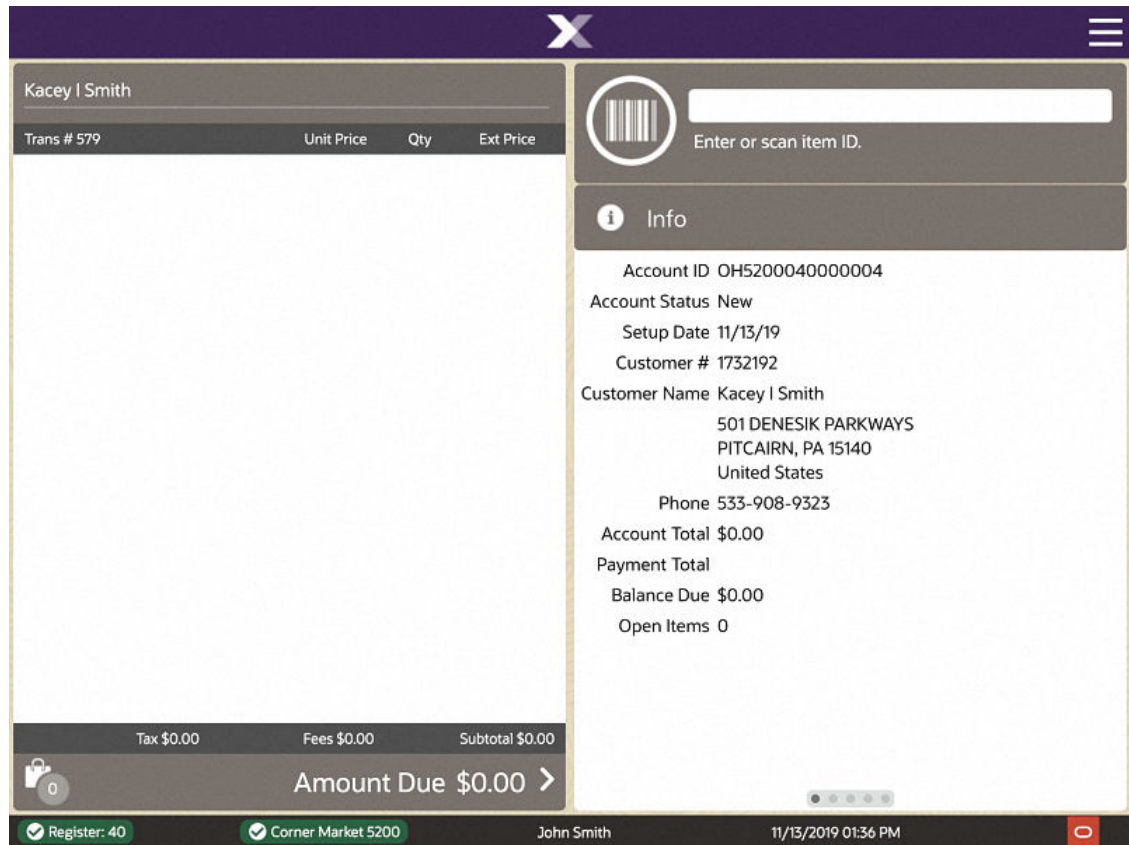 X
Kacey I Smith
Trans # 579 Unit Price Qty Ext Price
Tax $0.00 Fees $0.00 Subtotal $0.00
0 Amount Due $0.00
Enter or scan item ID.
Info
Account ID OH5200040000004
Account Status New
Setup Date 11/13/19
Customer # 1732192
Customer Name Kacey I Smith
501 DENESIK PARKWAYS
PITCAIRN, PA 15140
United States
Phone 533-908-9323
Account Total $0.00
Payment Total
Balance Due $0.00
Open Items 0
Register: 40 Corner Market 5200 John Smith 11/13/2019 01:36 PM